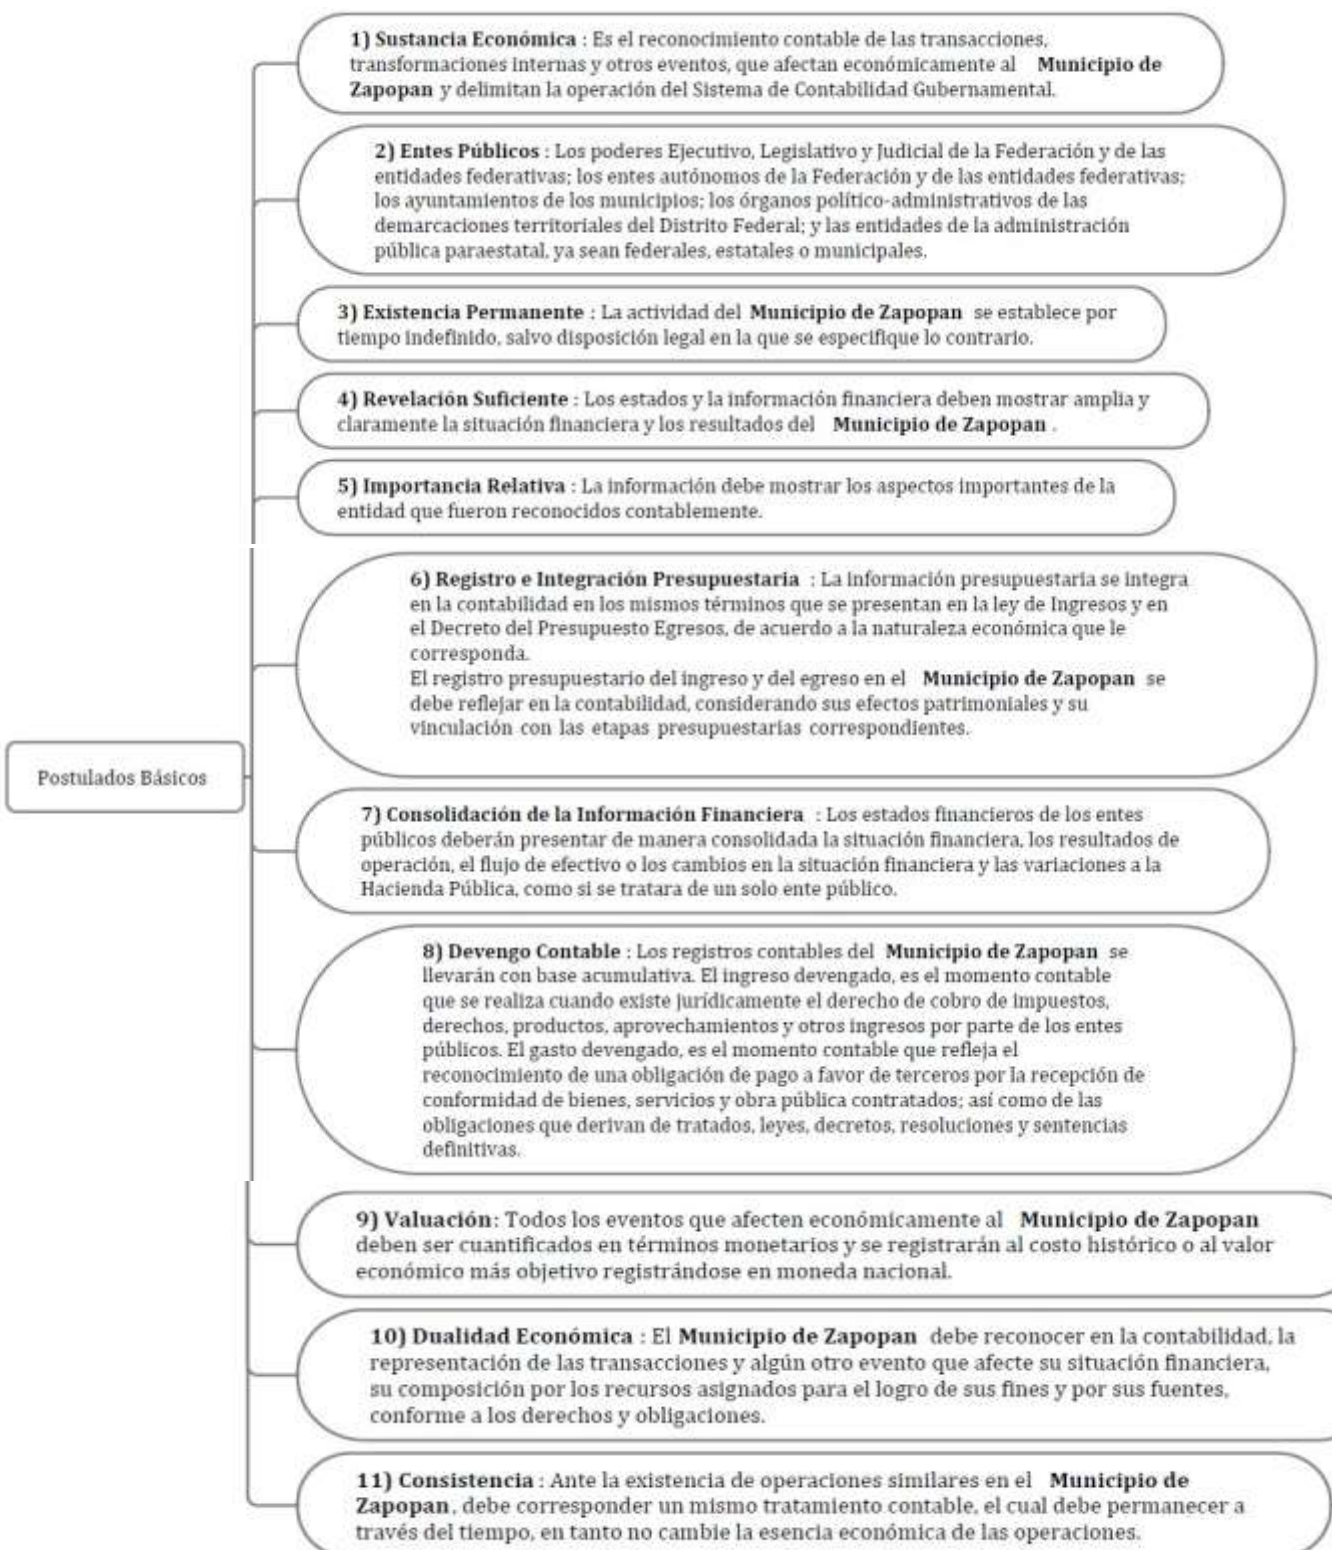 1) Sustancia Económica : Es el reconocimiento contable de las transacciones,
transformaciones internas y otros eventos, que afectan económicamente al Municipio de
Zapopan y delimitan la operación del Sistema de Contabilidad Gubernamental.
2) Entes Públicos : Los poderes Ejecutivo, Legislativo y Judicial de la Federación y de las
entidades federativas; los entes autónomos de la Federación y de las entidades federativas;
los ayuntamientos de los municipios; los órganos político-administrativos de las
demarcaciones territoriales del Distrito Federal; y las entidades de la administración
pública paraestatal, ya sean federales, estatales o municipales.
3) Existencia Permanente : La actividad del Municipio de Zapopan se establece por
tiempo indefinido, salvo disposición legal en la que se especifique lo contrario.
4) Revelación Suficiente : Los estados y la información financiera deben mostrar amplia y
claramente la situación financiera y los resultados del Municipio de Zapopan .
5) Importancia Relativa : La información debe mostrar los aspectos importantes de la
entidad que fueron reconocidos contablemente.
6) Registro e Integración Presupuestaria : La información presupuestaria se integra
en la contabilidad en los mismos términos que se presentan en la ley de Ingresos y en
el Decreto del Presupuesto Egresos, de acuerdo a la naturaleza económica que le
corresponda.
El registro presupuestario del ingreso y del egreso en el Municipio de Zapopan se
debe reflejar en la contabilidad, considerando sus efectos patrimoniales y su
vinculación con las etapas presupuestarias correspondientes.
Postulados Básicos
7) Consolidación de la Información Financiera : Los estados financieros de los entes
públicos deberán presentar de manera consolidada la situación financiera, los resultados de
operación, el flujo de efectivo o los cambios en la situación financiera y las variaciones a la
Hacienda Pública, como si se tratara de un solo ente público.
8) Devengo Contable : Los registros contables del Municipio de Zapopan se
llevarán con base acumulativa. El ingreso devengado, es el momento contable
que se realiza cuando existe jurídicamente el derecho de cobro de impuestos,
derechos, productos, aprovechamientos y otros ingresos por parte de los entes
públicos. El gasto devengado, es el momento contable que refleja el
reconocimiento de una obligación de pago a favor de terceros por la recepción de
conformidad de bienes, servicios y obra pública contratados; así como de las
obligaciones que derivan de tratados, leyes, decretos, resoluciones y sentencias
definitivas.
9) Valuación: Todos los eventos que afecten económicamente al Municipio de Zapopan
deben ser cuantificados en términos monetarios y se registrarán al costo histórico o al valor
económico más objetivo registrándose en moneda nacional.
10) Dualidad Económica : El Municipio de Zapopan debe reconocer en la contabilidad, la
representación de las transacciones y algún otro evento que afecte su situación financiera,
su composición por los recursos asignados para el logro de sus fines y por sus fuentes,
conforme a los derechos y obligaciones.
11) Consistencia : Ante la existencia de operaciones similares en el Municipio de
Zapopan, debe corresponder un mismo tratamiento contable, el cual debe permanecer a
través del tiempo, en tanto no cambie la esencia económica de las operaciones.